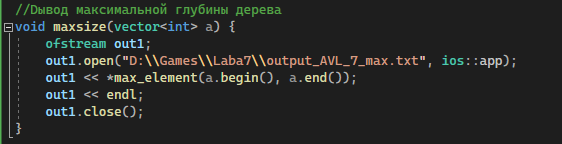 //Вывод максимальной глубины дерева
void maxsize(vector<int> a) {
ofstream out1;
out1.open("D:\\Games\\Laba7\\output_AVL_7_max.txt", ios::app);
out1 << *max_element(a.begin(), a.end());
out1 << endl;
out1.close();
}